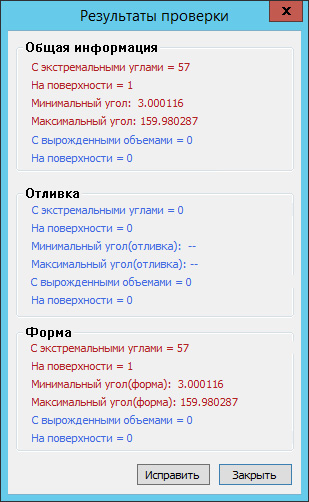 Результаты проверки
x
Общая информация
С экстремальными углами = 57
На поверхности = 1
Минимальный угол: 3.000116
Максимальный угол: 159.980287
С вырожденными объемами = 0
На поверхности = 0
Отливка
С экстремальными углами = 0
На поверхности = 0
Минимальный угол(отливка): --
Максимальный угол(отливка): --
С вырожденными объемами = 0
На поверхности = 0
Форма
С экстремальными углами = 57
На поверхности = 1
Минимальный угол(форма): 3.000116
Максимальный угол(форма): 159.980287
С вырожденными объемами = 0
На поверхности = 0
Исправить Закрыть